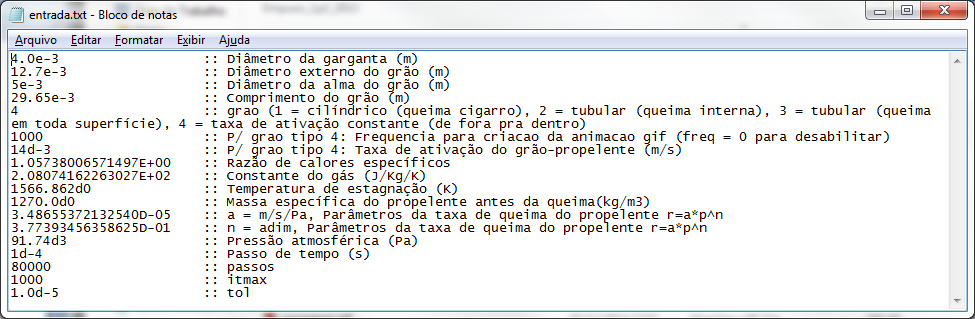 entrada.txt - Bloco de notas
Arquivo Editar Formatar Exibir Ajuda
4.0e-3 :: Diâmetro da garganta (m)
12.7e-3 :: Diâmetro externo do grão (m)
5e-3 :: Diâmetro da alma do grão (m)
29.65e-3 :: Comprimento do grão (m)
4 :: grao (1 = cilíndrico (queima cigarro), 2 = tubular (queima interna), 3 = tubular (queima
em toda superfície), 4 = taxa de ativação constante (de fora pra dentro)
1000 :: P/ grao tipo 4: Frequencia para criacao da animacao gif (freq = 0 para desabilitar)
14d-3 :: P/ grao tipo 4: Taxa de ativação do grão-propelente (m/s)
1.05738006571497E+00 :: Razão de calores específicos
2.08074162263027E+02 :: Constante do gás (J/Kg/K)
1566.862d0 :: Temperatura de estagnação (K)
1270.0d0 :: Massa específica do propelente antes da queima(kg/m3)
3.48655372132540D-05 :: a = m/s/Pa, Parâmetros da taxa de queima do propelente r=a*p^n
3.77393456358625D-01 :: n = adim, Parâmetros da taxa de queima do propelente r=a*p^n
91.74d3 :: Pressão atmosférica (Pa)
1d-4 :: Passo de tempo (s)
80000 :: passos
1000 :: itmax
1.0d-5 :: tol